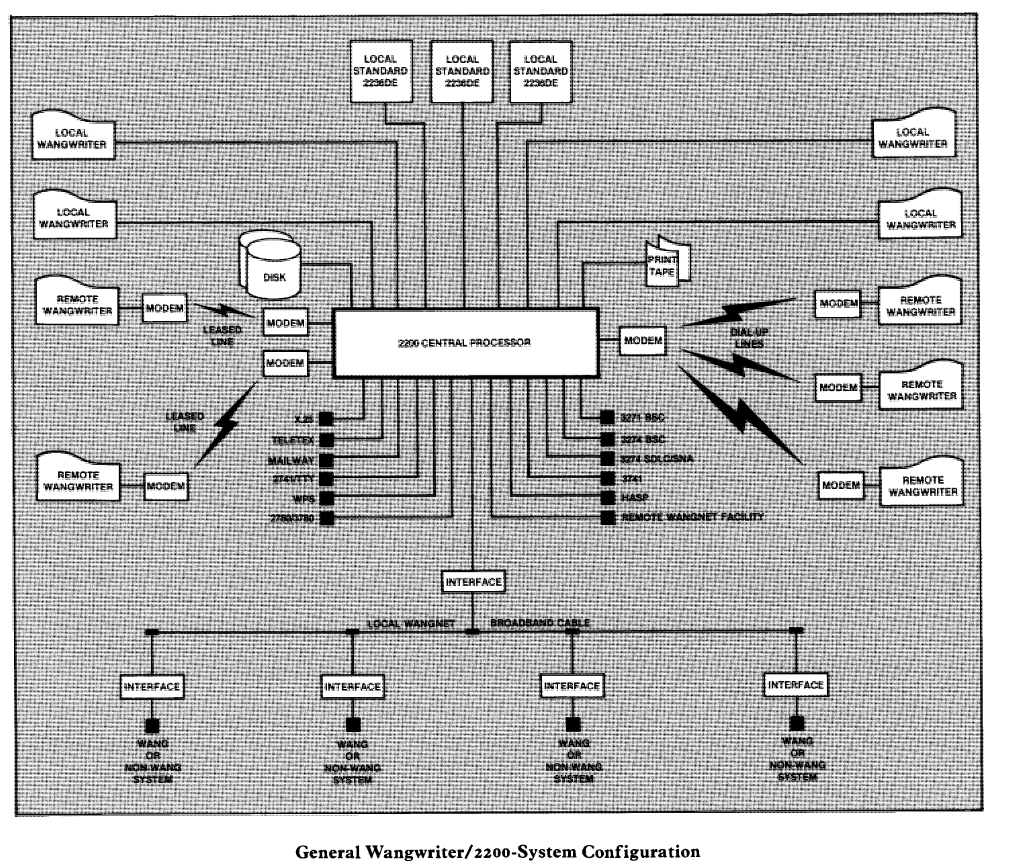 LOCAL
STANDARD
2236DE
LOCAL
STANDARD
2236DE
LOCAL
STANDARD
2236DE
LOCAL
WANGWRITER
LOCAL
WANGWRITER
LOCAL
WANGWRITER
LOCAL
WANGWRITER
DISK
PRINT
TAPE
REMOTE
WANGWRITER
MODEM
LEASED
LINE
MODEM
MODEM
2200 CENTRAL PROCESSOR
MODEM
DIAL-UP
LINES
MODEM
REMOTE
WANGWRITER
MODEM
REMOTE
WANGWRITER
LEASED
LINE
REMOTE
WANGWRITER
MODEM
MODEM
REMOTE
WANGWRITER
X.25
TELETEX
MAILWAY
2741/TTY
WPS
2780/3780
3271 BSC
3274 BSC
3274 SDLC/SNA
3741
HASP
REMOTE WANGNET FACILITY
INTERFACE
LOCAL WANGNET BROADBAND CABLE
INTERFACE
INTERFACE
INTERFACE
INTERFACE
WANG
OR
NON-WANG
SYSTEM
WANG
OR
NON-WANG
SYSTEM
WANG
OR
NON-WANG
SYSTEM
WANG
OR
NON-WANG
SYSTEM
General Wangwriter/2200-System Configuration